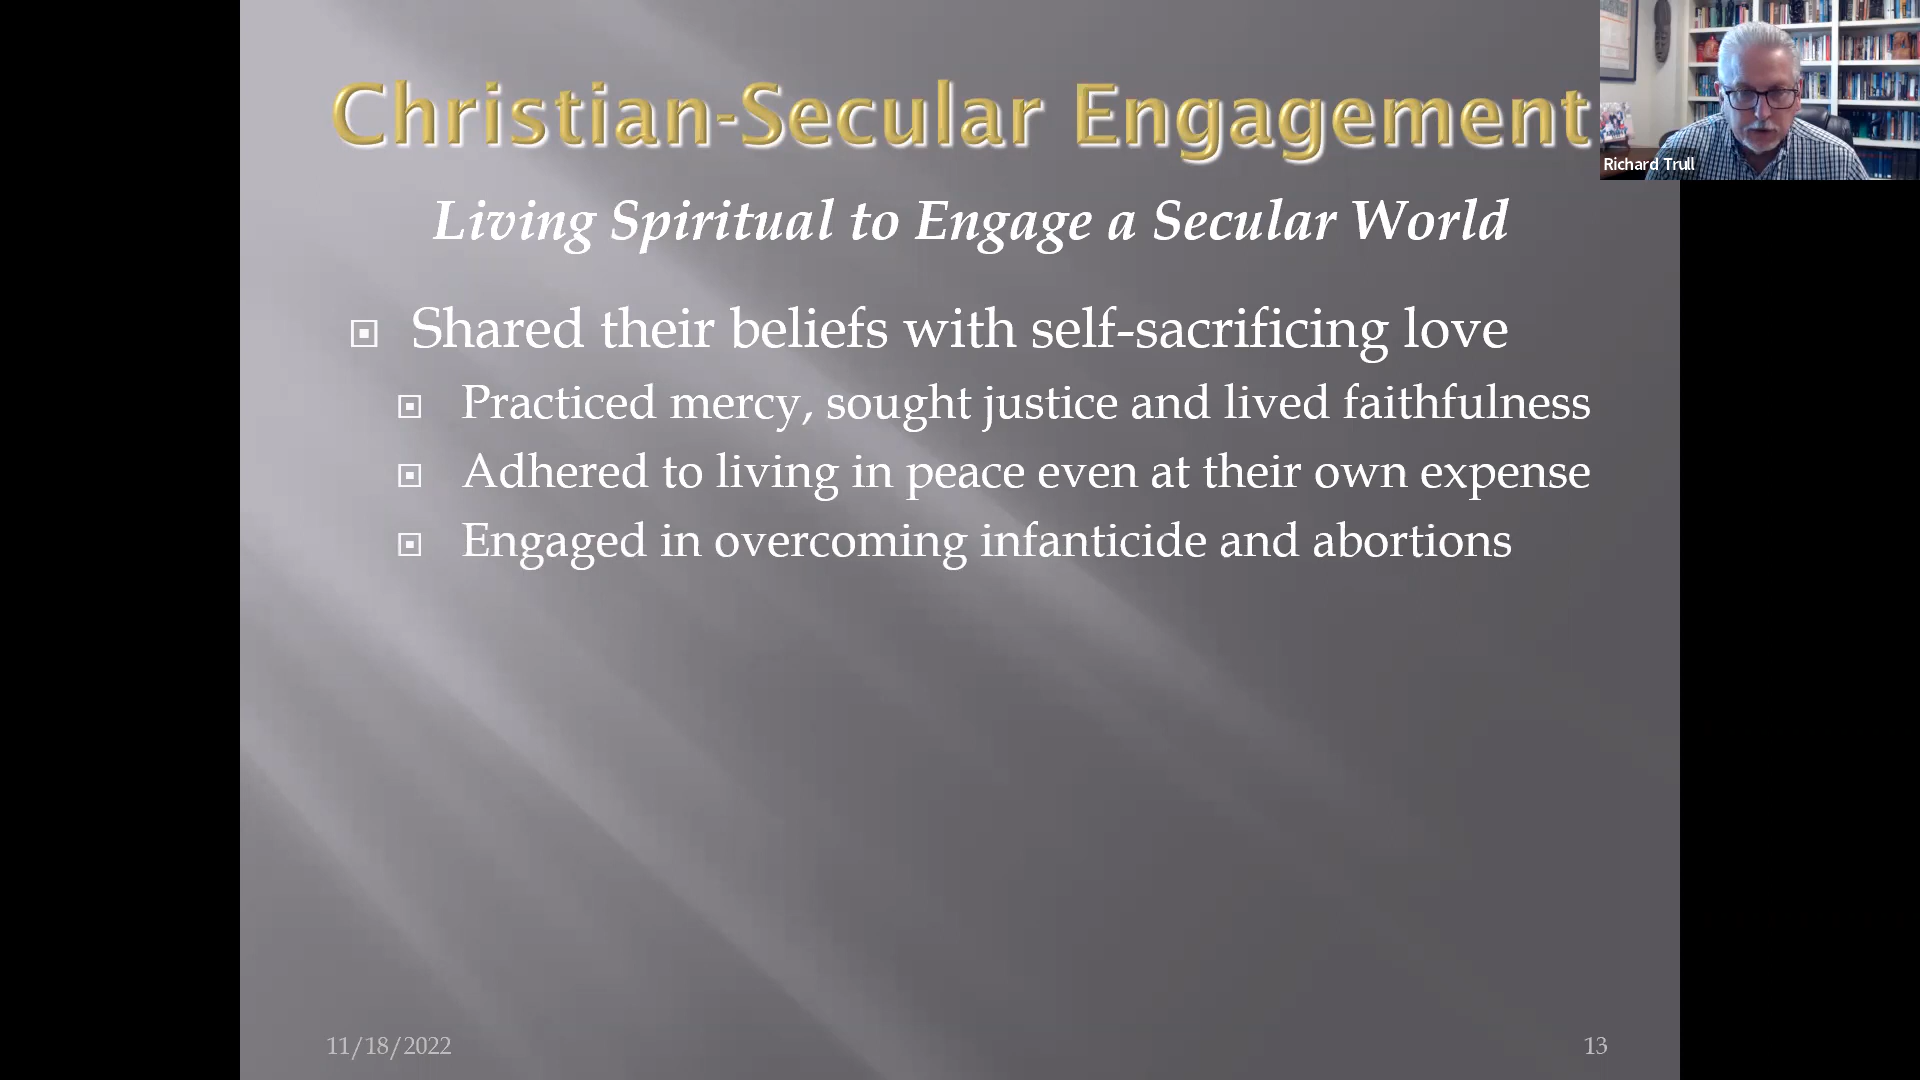 Christian-Secular Engagement
Richard Trull
Living Spiritual to Engage a Secular World
Shared their beliefs with self-sacrificing love
Practiced mercy, sought justice and lived faithfulness
Adhered to living in peace even at their own expense
Engaged in overcoming infanticide and abortions
11/18/2022
13